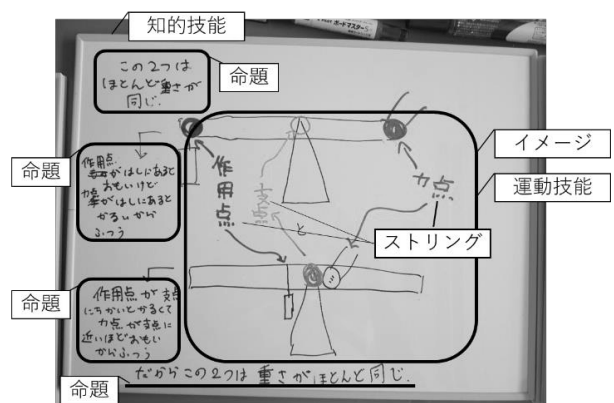 知的技能
この2つは
ほとんど重さが
同じ.
命題
イメージ
運動技能
命題
作用点
がはしにあると
おもいけど
力点がはしにあると
かるいから
ふつう
作用点
支点
力点
と
ストリング
命題
作用点が支点
にちかいとかるくて
力点が支点に
近いほどおもい
からふつう
だからこの2つは重さがほとんど同じ.
命題